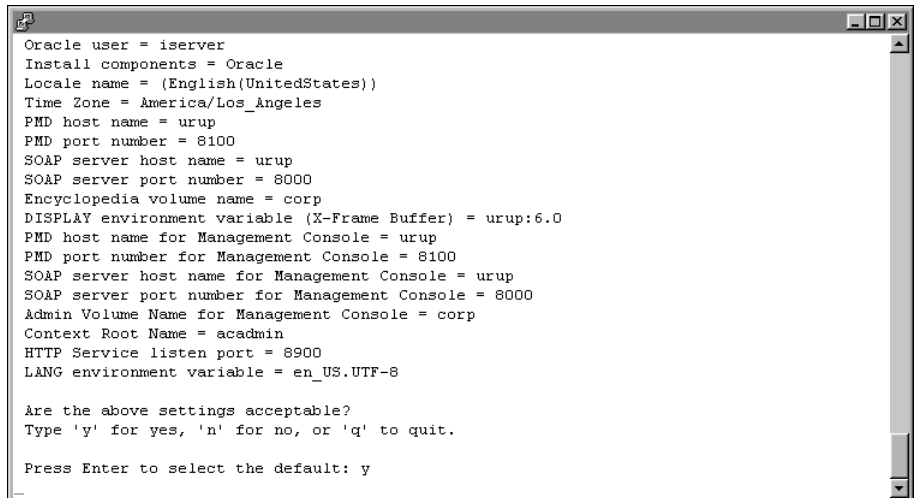 Oracle user = iserver
Install components = Oracle
Locale name = (English(UnitedStates))
Time Zone = America/Los_Angeles
PMD host name = urup
PMD port number = 8100
SOAP server host name = urup
SOAP server port number = 8000
Encyclopedia volume name = corp
DISPLAY environment variable (X-Frame Buffer) = urup:6.0
PMD host name for Management Console = urup
PMD port number for Management Console = 8100
SOAP server host name for Management Console = urup
SOAP server port number for Management Console = 8000
Admin Volume Name for Management Console = corp
Context Root Name = acadmin
HTTP Service listen port = 8900
LANG environment variable = en_US.UTF-8
Are the above settings acceptable?
Type 'y' for yes, 'n' for no, or 'q' to quit.
Press Enter to select the default: y